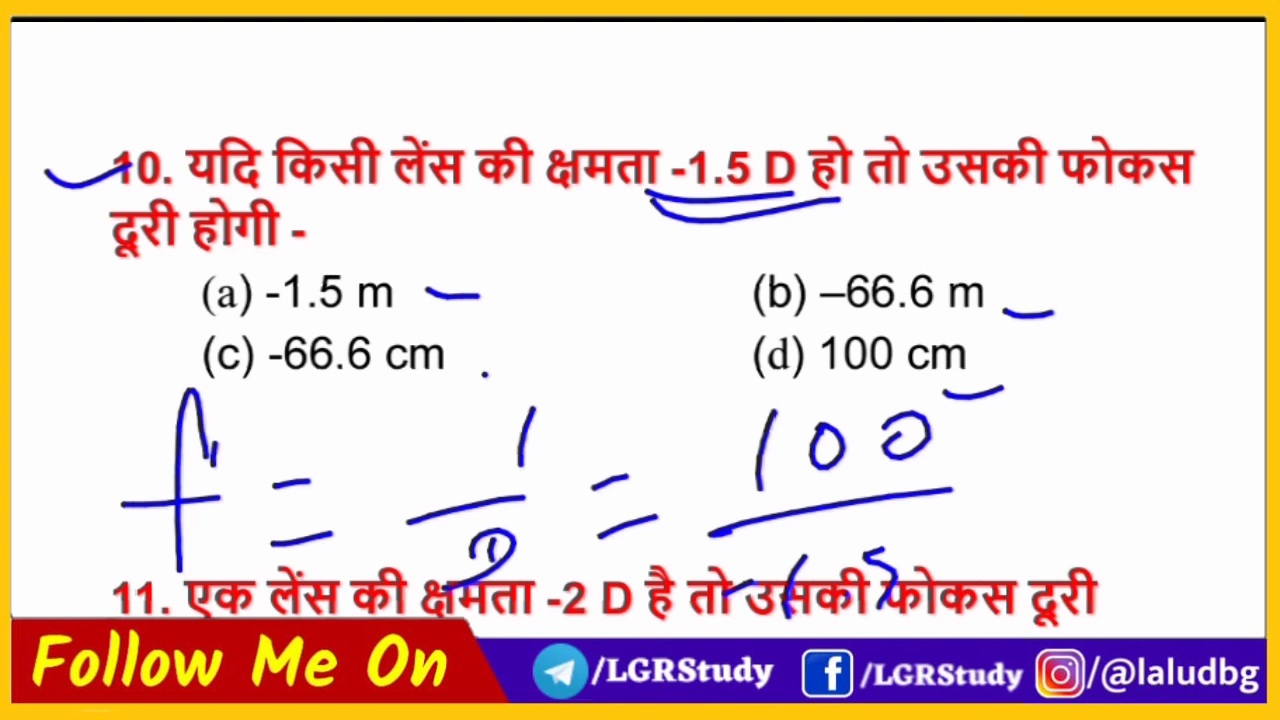 10. यदि किसी लेंस की क्षमता -1.5 D हो तो उसकी फोकस
दूरी होगी -
(a) -1.5 m (b) –66.6 m
(c) -66.6 cm (d) 100 cm
f = 1/D = 100/-1.5
11. एक लेंस की क्षमता -2 D है तो उसकी फोकस दूरी
Follow Me On /LGRStudy /LGRStudy /@laludbg